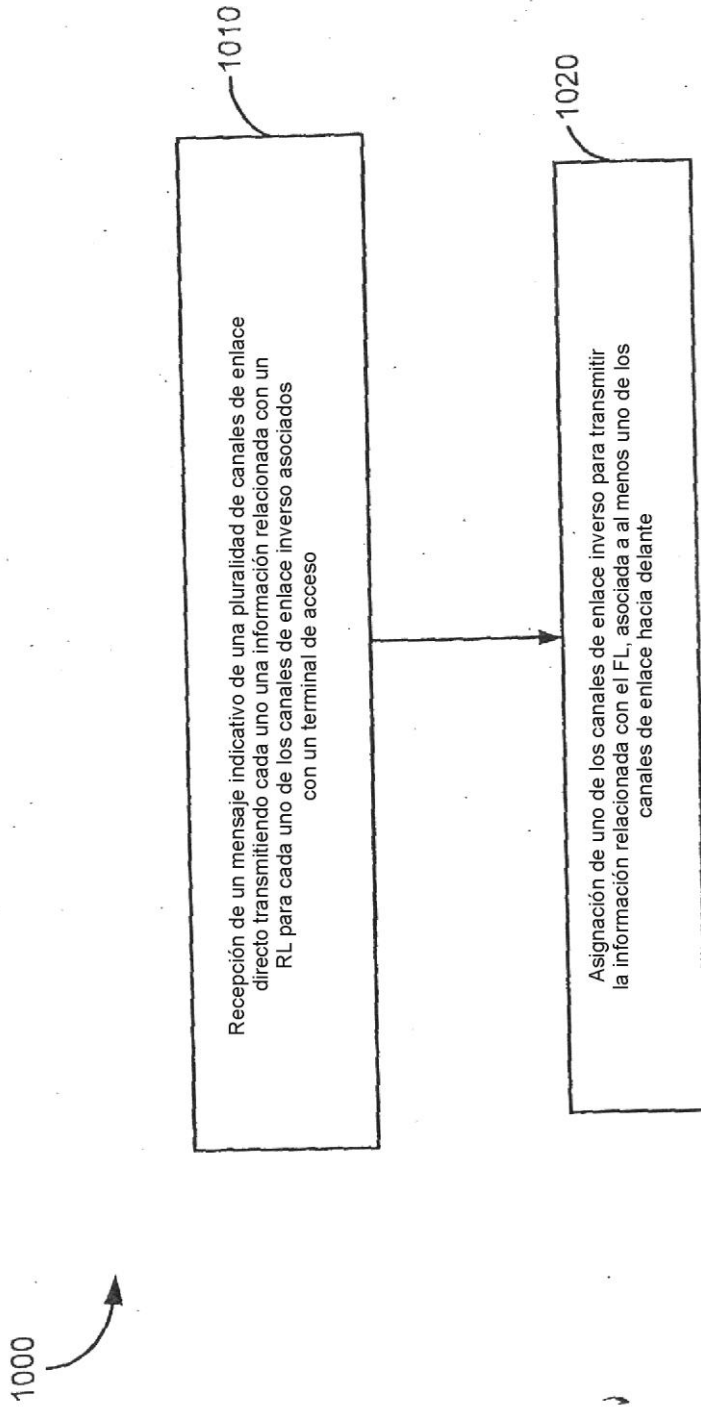 1000
1010
Recepción de un mensaje indicativo de una pluralidad de canales de enlace
directo transmitiendo cada uno una información relacionada con un
RL para cada uno de los canales de enlace inverso asociados
con un terminal de acceso
1020
Asignación de uno de los canales de enlace inverso para transmitir
la información relacionada con el FL, asociada a al menos uno de los
canales de enlace hacia delante